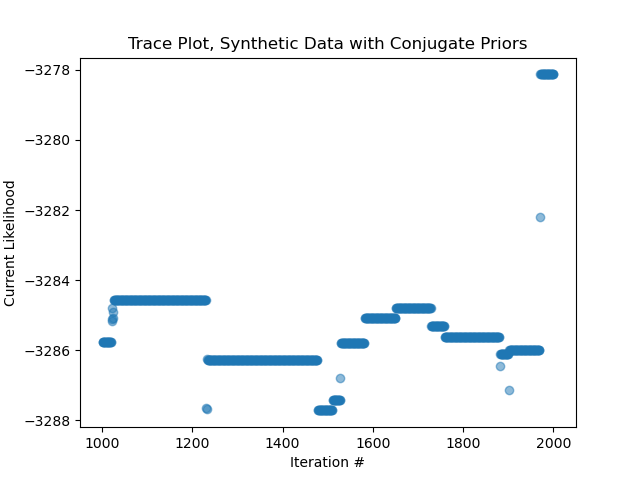 Trace Plot, Synthetic Data with Conjugate Priors
−3278
−3280
−3282
−3284
−3286
−3288
Current Likelihood
1000 1200 1400 1600 1800 2000
Iteration #